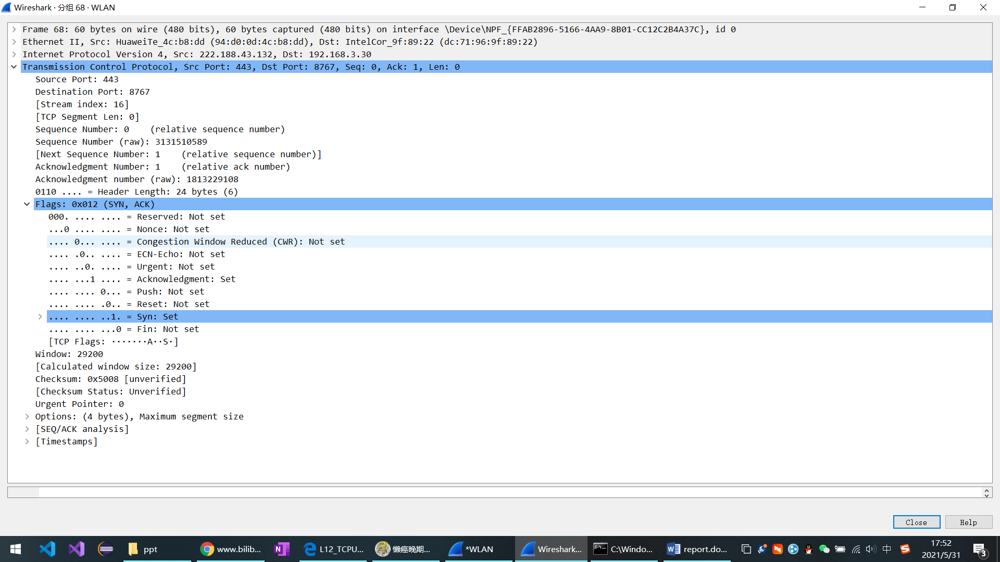 Wireshark · 分组 68 · WLAN
Frame 68: 60 bytes on wire (480 bits), 60 bytes captured (480 bits) on interface \Device\NPF_{FFAB2896-5166-4AA9-8B01-CC12C2B4A37C}, id 0
Ethernet II, Src: HuaweiTe_4c:b8:dd (94:d0:0d:4c:b8:dd), Dst: IntelCor_9f:89:22 (dc:71:96:9f:89:22)
Internet Protocol Version 4, Src: 222.188.43.132, Dst: 192.168.3.30
Transmission Control Protocol, Src Port: 443, Dst Port: 8767, Seq: 0, Ack: 1, Len: 0
Source Port: 443
Destination Port: 8767
[Stream index: 16]
[TCP Segment Len: 0]
Sequence Number: 0    (relative sequence number)
Sequence Number (raw): 3131510589
[Next Sequence Number: 1    (relative sequence number)]
Acknowledgment Number: 1    (relative ack number)
Acknowledgment number (raw): 1813229108
0110 .... = Header Length: 24 bytes (6)
Flags: 0x012 (SYN, ACK)
000. .... .... = Reserved: Not set
...0 .... .... = Nonce: Not set
.... 0... .... = Congestion Window Reduced (CWR): Not set
.... .0.. .... = ECN-Echo: Not set
.... ..0. .... = Urgent: Not set
.... ...1 .... = Acknowledgment: Set
.... .... 0... = Push: Not set
.... .... .0.. = Reset: Not set
.... .... ..1. = Syn: Set
.... .... ...0 = Fin: Not set
[TCP Flags: ·······A··S·]
Window: 29200
[Calculated window size: 29200]
Checksum: 0x5008 [unverified]
[Checksum Status: Unverified]
Urgent Pointer: 0
Options: (4 bytes), Maximum segment size
[SEQ/ACK analysis]
[Timestamps]
Close Help
ppt www.bilib... N L12_TCPU... 懒癌晚期... *WLAN Wireshark... C:\Windo... report.do... 中 17:52
2021/5/31 3